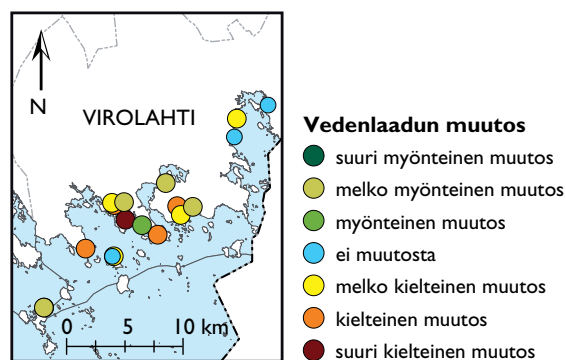 N
VIROLAHTI
0 5 10 km
Vedenlaadun muutos
suuri myönteinen muutos
melko myönteinen muutos
myönteinen muutos
ei muutosta
melko kielteinen muutos
kielteinen muutos
suuri kielteinen muutos